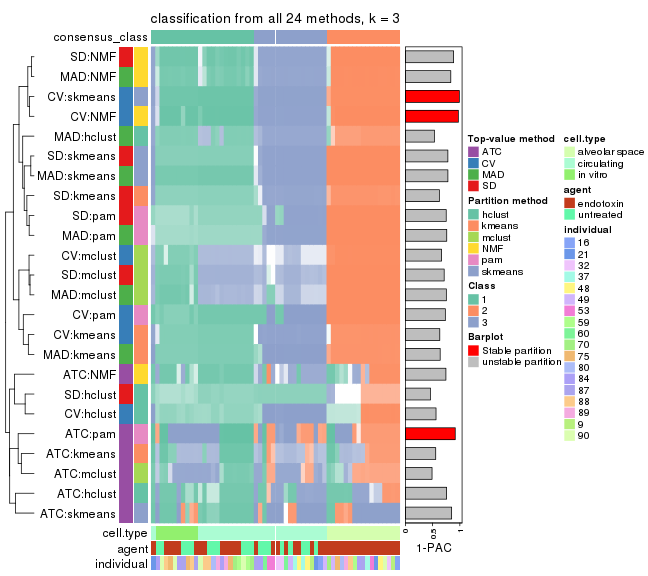 classification from all 24 methods, k = 3
consensus_class
SD:NMF
MAD:NMF
CV:skmeans
CV:NMF
MAD:hclust
SD:skmeans
MAD:skmeans
SD:kmeans
SD:pam
MAD:pam
CV:mclust
SD:mclust
MAD:mclust
CV:pam
CV:kmeans
MAD:kmeans
ATC:NMF
SD:hclust
CV:hclust
ATC:pam
ATC:kmeans
ATC:mclust
ATC:hclust
ATC:skmeans
cell.type
agent
individual
0
0.5
1
1-PAC
Top-value method
ATC
CV
MAD
SD
Partition method
hclust
kmeans
mclust
NMF
pam
skmeans
Class
1
2
3
Barplot
Stable partition
unstable partition
cell.type
alveolar space
circulating
in vitro
agent
endotoxin
untreated
individual
16
21
32
37
48
49
53
59
60
70
75
80
84
87
88
89
9
90